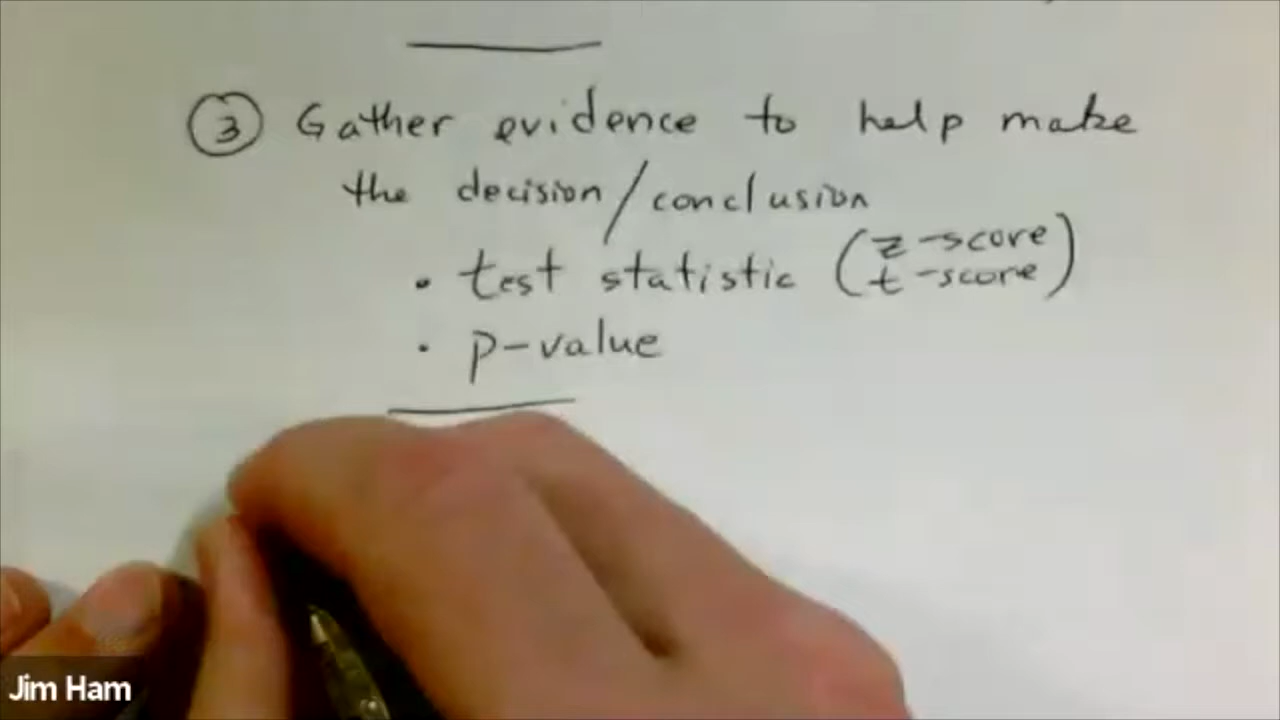 ③ Gather evidence to help make
the decision/conclusion
• test statistic (z-score
t-score)
• p-value
Jim Ham